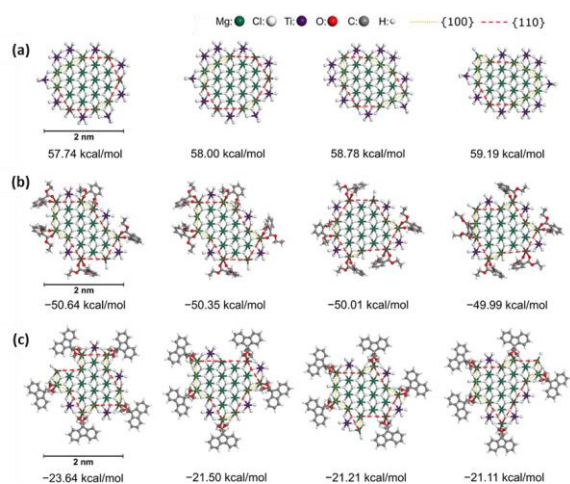 Mg: Cl: Ti: O: C: H: {100} {110}
(a)
2 nm
57.74 kcal/mol 58.00 kcal/mol 58.78 kcal/mol 59.19 kcal/mol
(b)
2 nm
−50.64 kcal/mol −50.35 kcal/mol −50.01 kcal/mol −49.99 kcal/mol
(c)
2 nm
−23.64 kcal/mol −21.50 kcal/mol −21.21 kcal/mol −21.11 kcal/mol